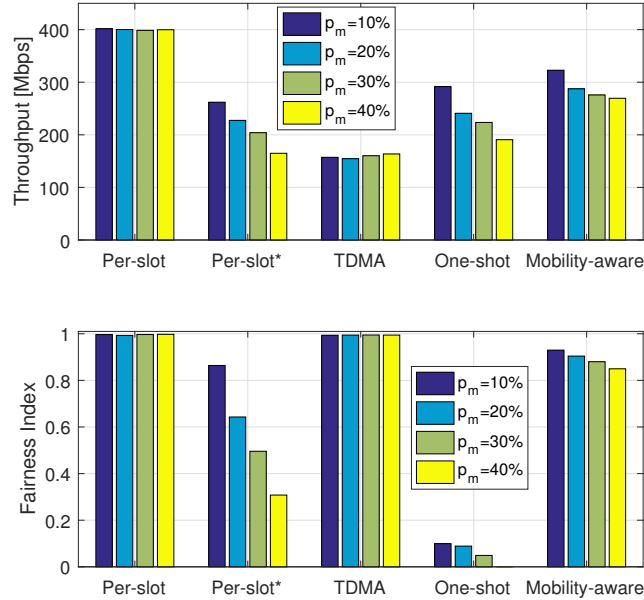 Throughput [Mbps]
400
300
200
100
0
p_m=10%
p_m=20%
p_m=30%
p_m=40%
Per-slot Per-slot* TDMA One-shot Mobility-aware
Fairness Index
1
0.8
0.6
0.4
0.2
0
p_m=10%
p_m=20%
p_m=30%
p_m=40%
Per-slot Per-slot* TDMA One-shot Mobility-aware